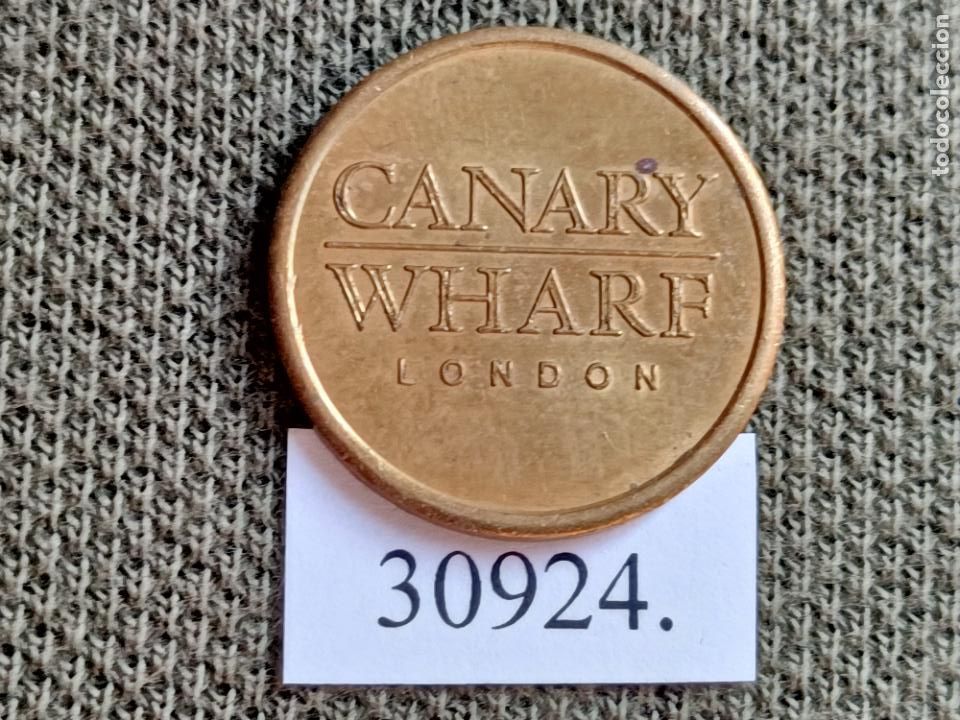 CANARY
WHARF
LONDON
30924.
todocoleccion